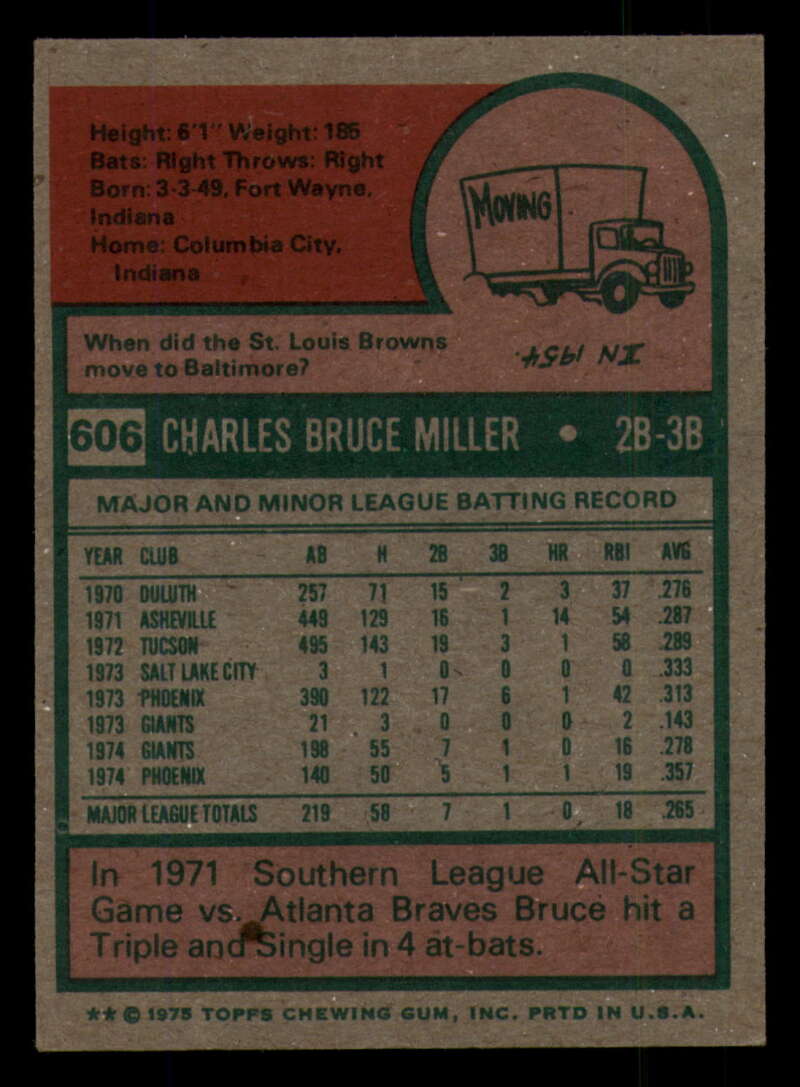 Height: 6'1" Weight: 185
Bats: Right Throws: Right
Born: 3-3-49, Fort Wayne,
Indiana
Home: Columbia City,
Indiana
MOVING
When did the St. Louis Browns
move to Baltimore?
IN 1954.
606 CHARLES BRUCE MILLER • 2B-3B
MAJOR AND MINOR LEAGUE BATTING RECORD
YEAR CLUB AB H 2B 3B HR RBI AVG
1970 DULUTH 257 71 15 2 3 37 .276
1971 ASHEVILLE 449 129 16 1 14 54 .287
1972 TUCSON 495 143 19 3 1 58 .289
1973 SALT LAKE CITY 3 1 0 0 0 0 .333
1973 PHOENIX 390 122 17 6 1 42 .313
1973 GIANTS 21 3 0 0 0 2 .143
1974 GIANTS 198 55 7 1 0 16 .278
1974 PHOENIX 140 50 5 1 1 19 .357
MAJOR LEAGUE TOTALS 219 58 7 1 0 18 .265
In 1971 Southern League All-Star
Game vs. Atlanta Braves Bruce hit a
Triple and Single in 4 at-bats.
** © 1975 TOPPS CHEWING GUM, INC. PRTD IN U.S.A.